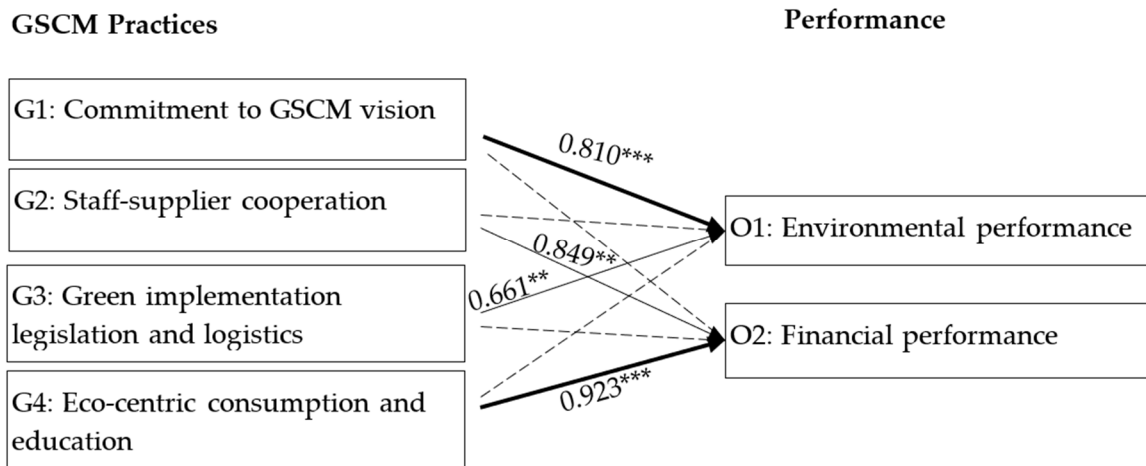 GSCM Practices
Performance
G1: Commitment to GSCM vision
0.810***
G2: Staff-supplier cooperation
O1: Environmental performance
0.849**
0.661**
G3: Green implementation
legislation and logistics
O2: Financial performance
0.923***
G4: Eco-centric consumption and
education